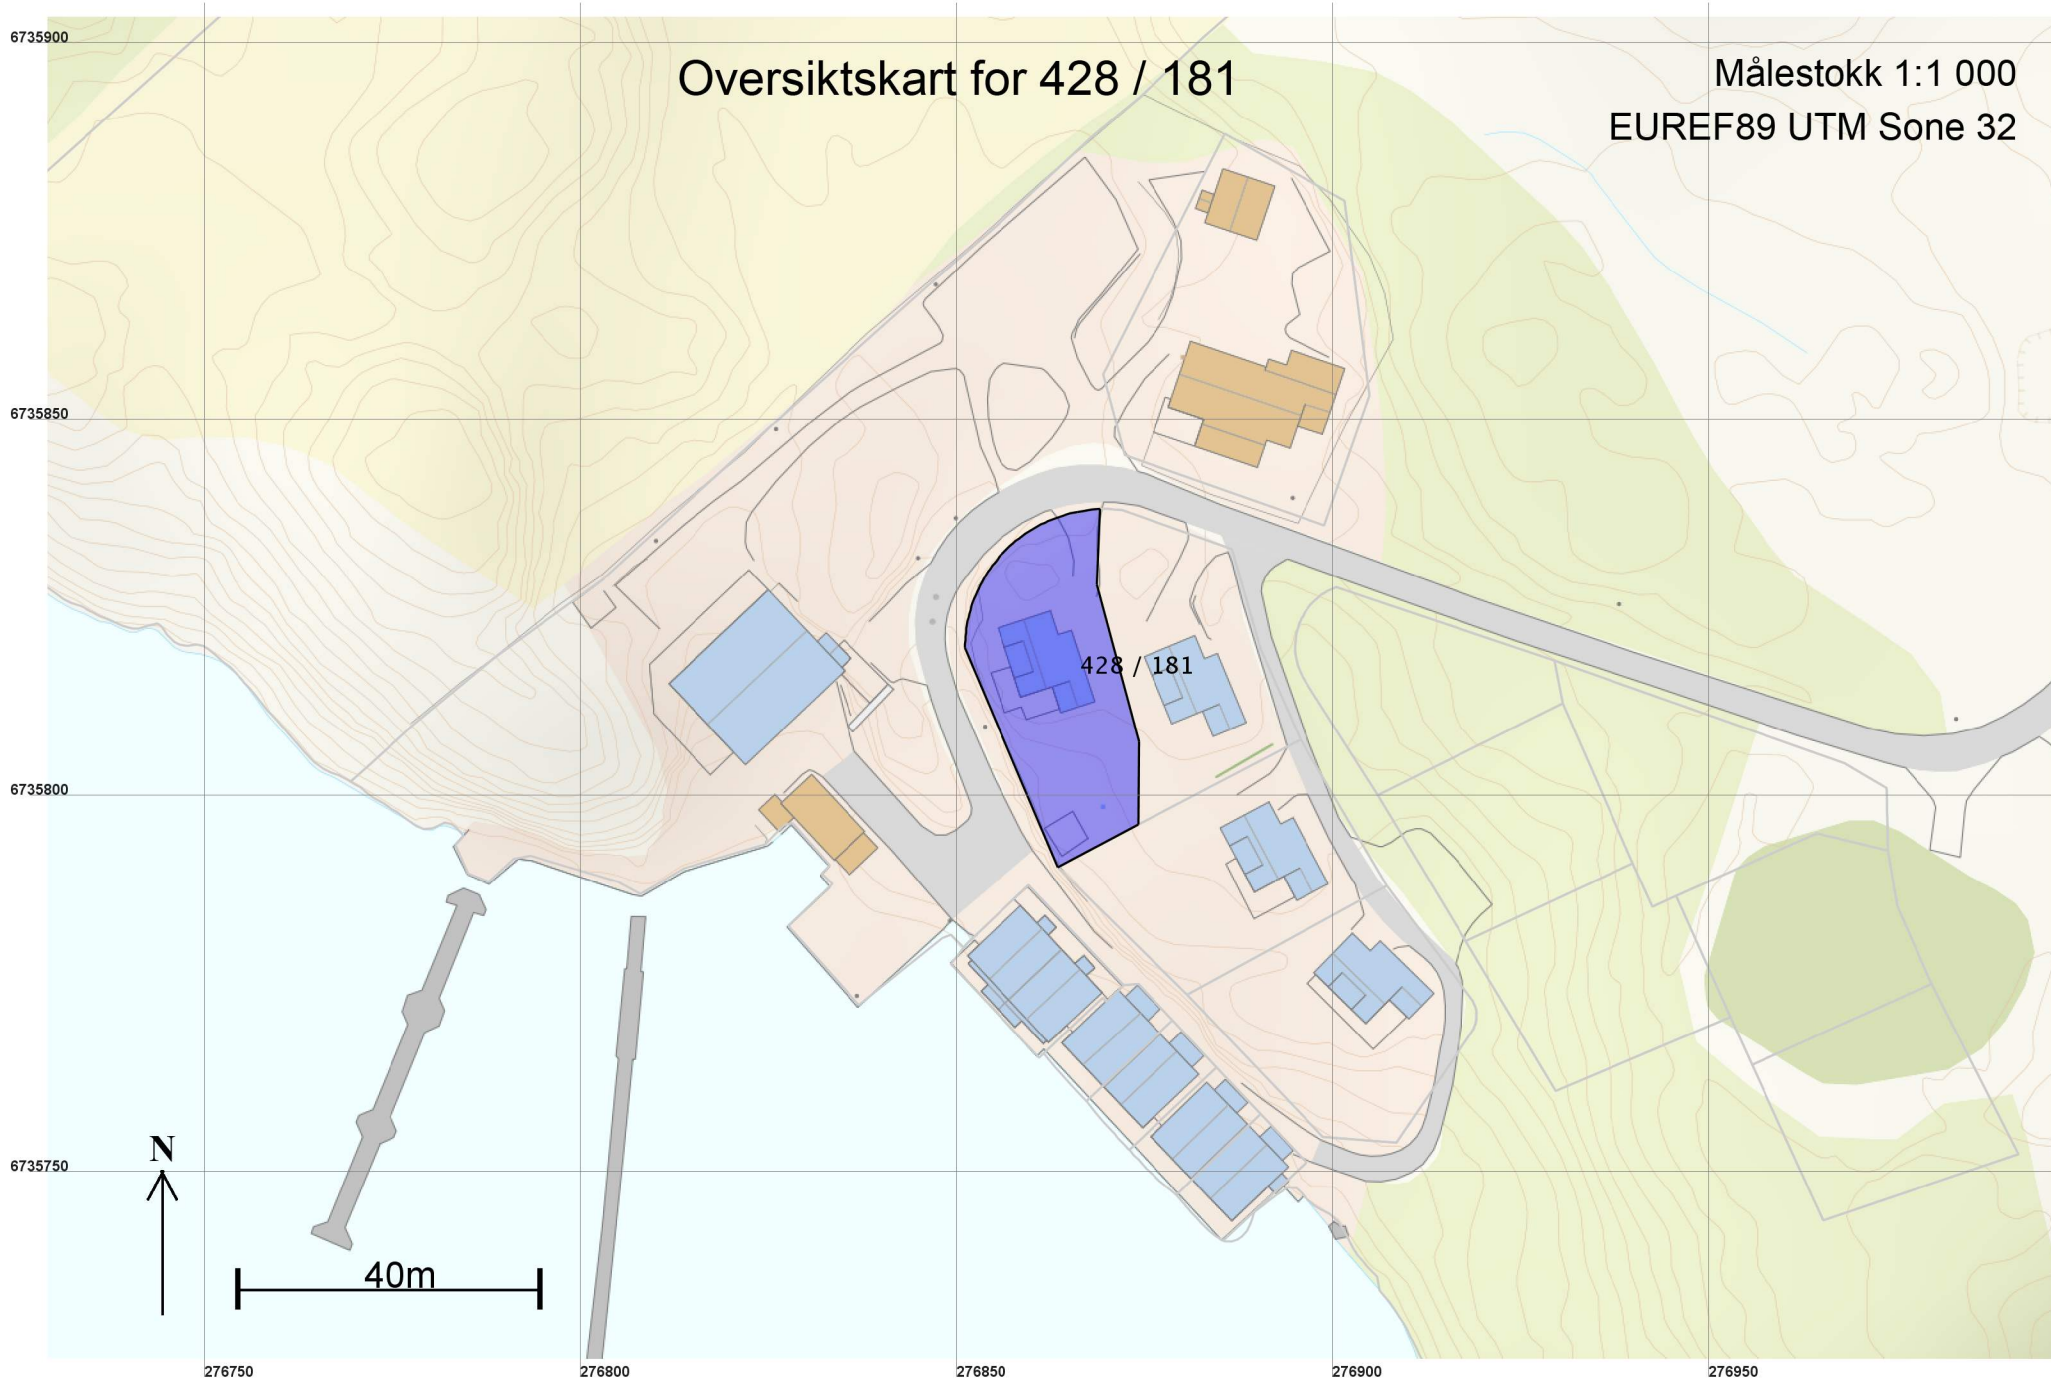 6735900
Oversiktskart for 428 / 181
Målestokk 1:1 000
EUREF89 UTM Sone 32
6735850
428 / 181
6735800
6735750
N
40m
276750
276800
276850
276900
276950